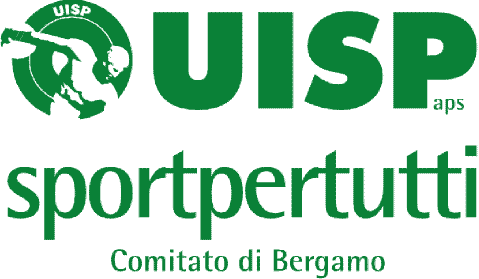 UISP
UISP
aps
sportpertutti
Comitato di Bergamo